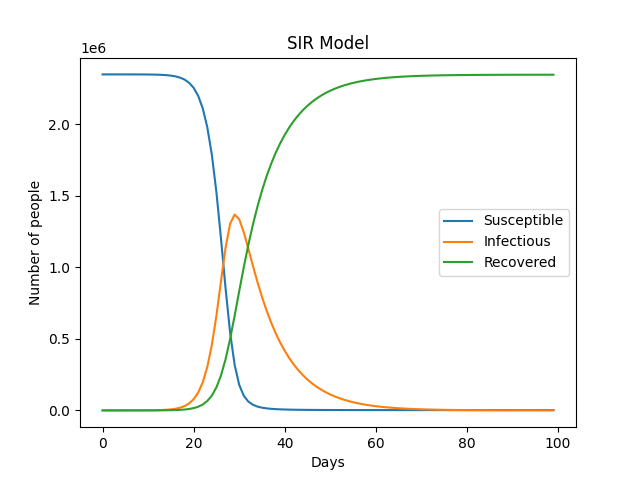 SIR Model
1e6
2.0
1.5
1.0
0.5
0.0
Number of people
Susceptible
Infectious
Recovered
0 20 40 60 80 100
Days